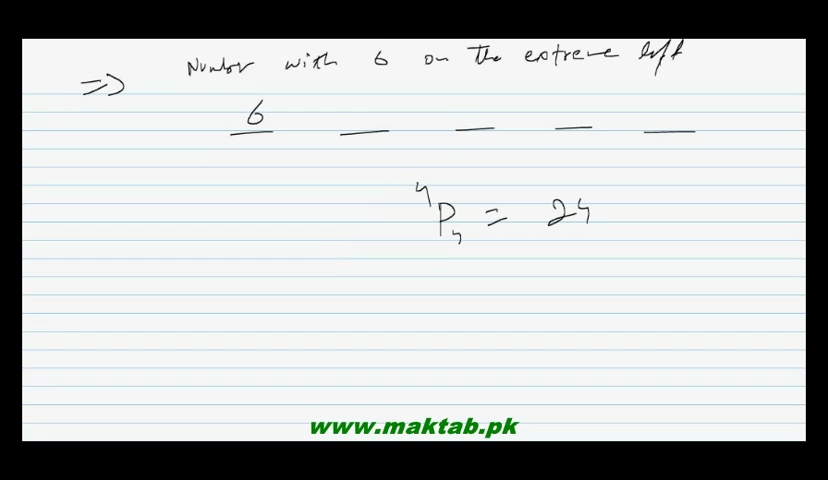 => Number with 6 on the extreme left
6
⁴P₄ = 24
www.maktab.pk